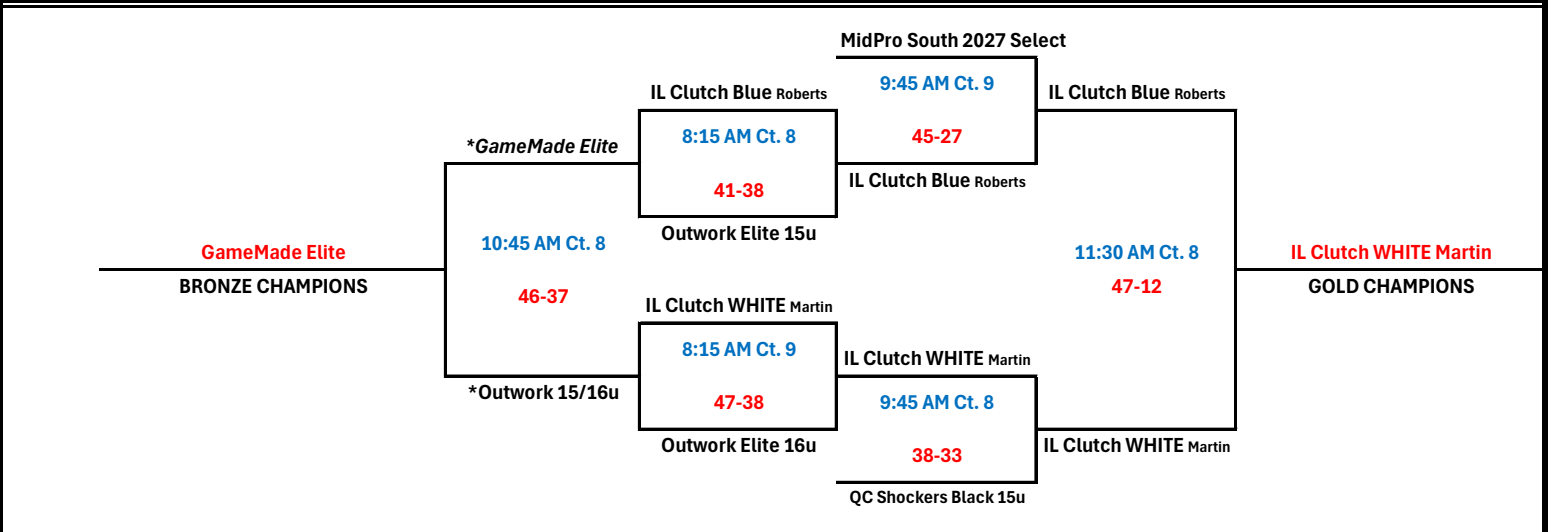 MidPro South 2027 Select
9:45 AM Ct. 9
IL Clutch Blue Roberts
IL Clutch Blue Roberts
8:15 AM Ct. 8
45-27
*GameMade Elite
IL Clutch Blue Roberts
41-38
Outwork Elite 15u
10:45 AM Ct. 8
11:30 AM Ct. 8
GameMade Elite
IL Clutch WHITE Martin
BRONZE CHAMPIONS
47-12
GOLD CHAMPIONS
46-37
IL Clutch WHITE Martin
8:15 AM Ct. 9
IL Clutch WHITE Martin
*Outwork 15/16u
47-38
9:45 AM Ct. 8
Outwork Elite 16u
IL Clutch WHITE Martin
38-33
QC Shockers Black 15u